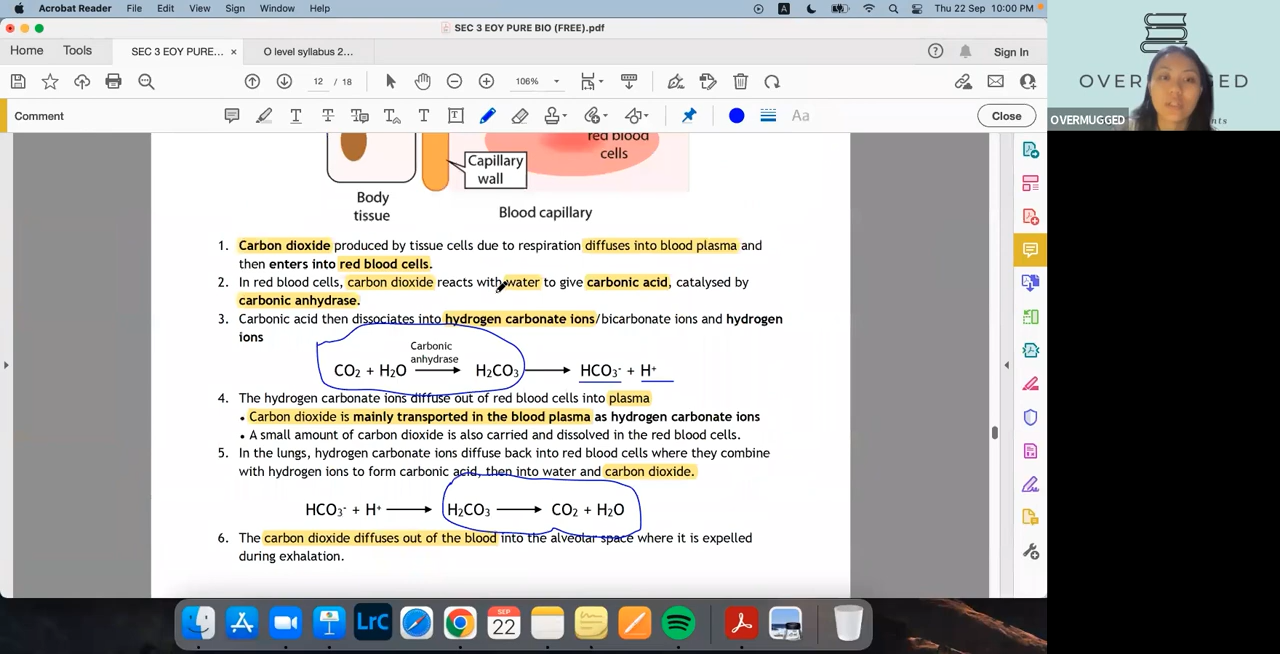 Acrobat Reader File Edit View Sign Window Help
A Thu 22 Sep 10:00 PM
SEC 3 EOY PURE BIO (FREE).pdf
Home Tools SEC 3 EOY PURE... × O level syllabus 2... Sign In
12 / 18 106%
Comment Aa Close
OVERMUGGED
red blood
cells
Capillary
wall
Body
tissue
Blood capillary
1. Carbon dioxide produced by tissue cells due to respiration diffuses into blood plasma and
then enters into red blood cells.
2. In red blood cells, carbon dioxide reacts with water to give carbonic acid, catalysed by
carbonic anhydrase.
3. Carbonic acid then dissociates into hydrogen carbonate ions/bicarbonate ions and hydrogen
ions
Carbonic
anhydrase
CO₂ + H₂O ⟶ H₂CO₃ ⟶ HCO₃⁻ + H⁺
4. The hydrogen carbonate ions diffuse out of red blood cells into plasma
• Carbon dioxide is mainly transported in the blood plasma as hydrogen carbonate ions
• A small amount of carbon dioxide is also carried and dissolved in the red blood cells.
5. In the lungs, hydrogen carbonate ions diffuse back into red blood cells where they combine
with hydrogen ions to form carbonic acid, then into water and carbon dioxide.
HCO₃⁻ + H⁺ ⟶ H₂CO₃ ⟶ CO₂ + H₂O
6. The carbon dioxide diffuses out of the blood into the alveolar space where it is expelled
during exhalation.
LrC
SEP
22